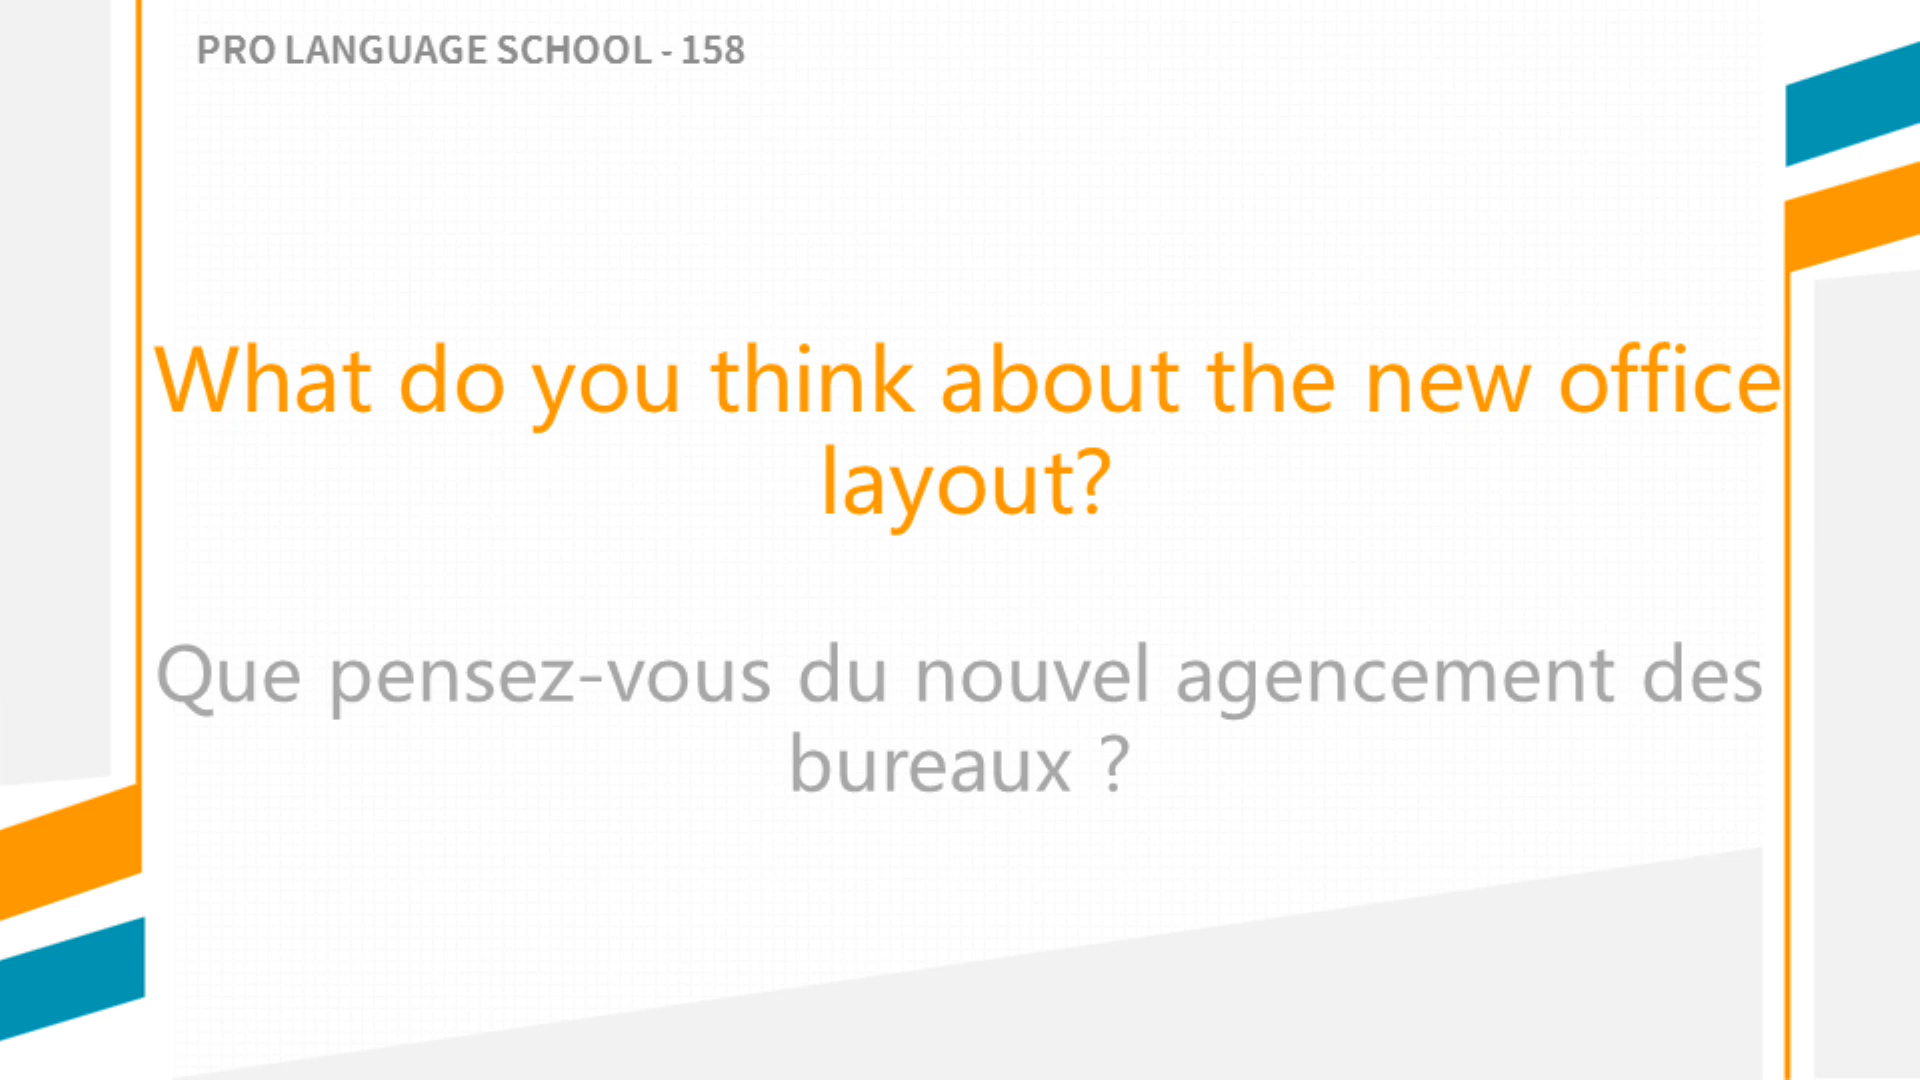 PRO LANGUAGE SCHOOL - 158
What do you think about the new office
layout?
Que pensez-vous du nouvel agencement des
bureaux ?